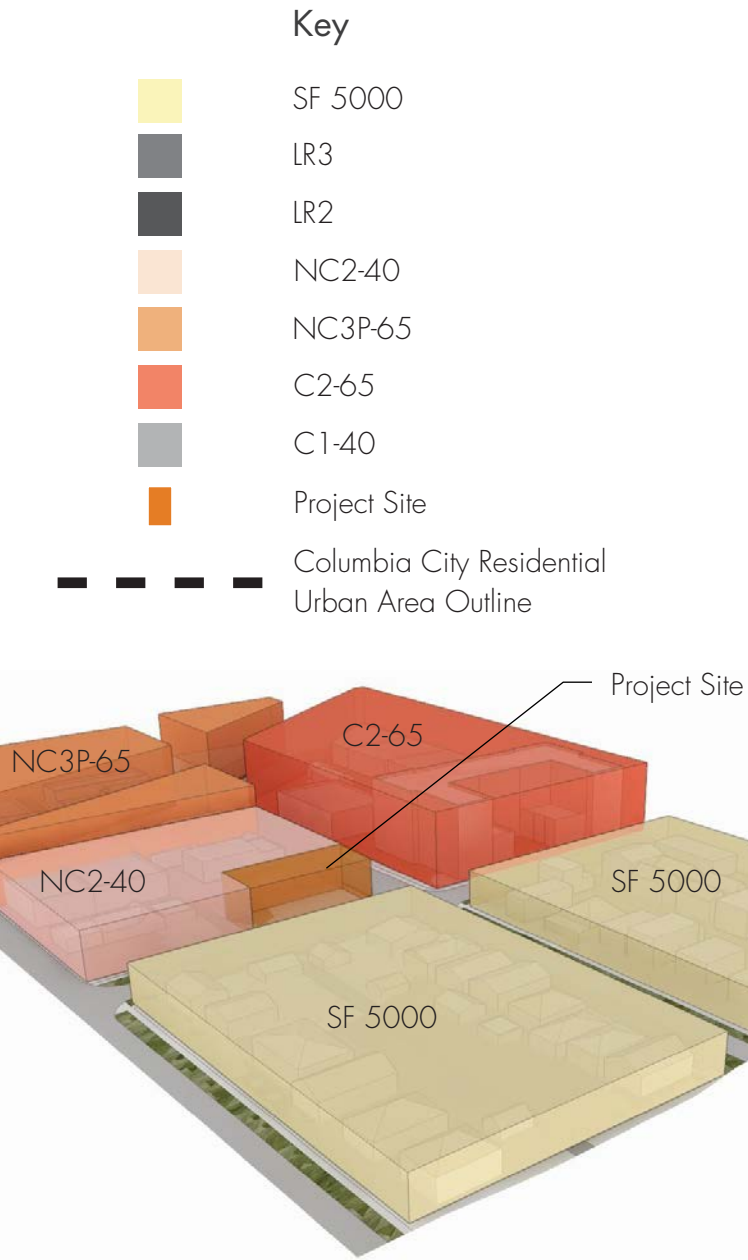 Key
SF 5000
LR3
LR2
NC2-40
NC3P-65
C2-65
C1-40
Project Site
Columbia City Residential
Urban Area Outline
Project Site
C2-65
NC3P-65
NC2-40
SF 5000
SF 5000